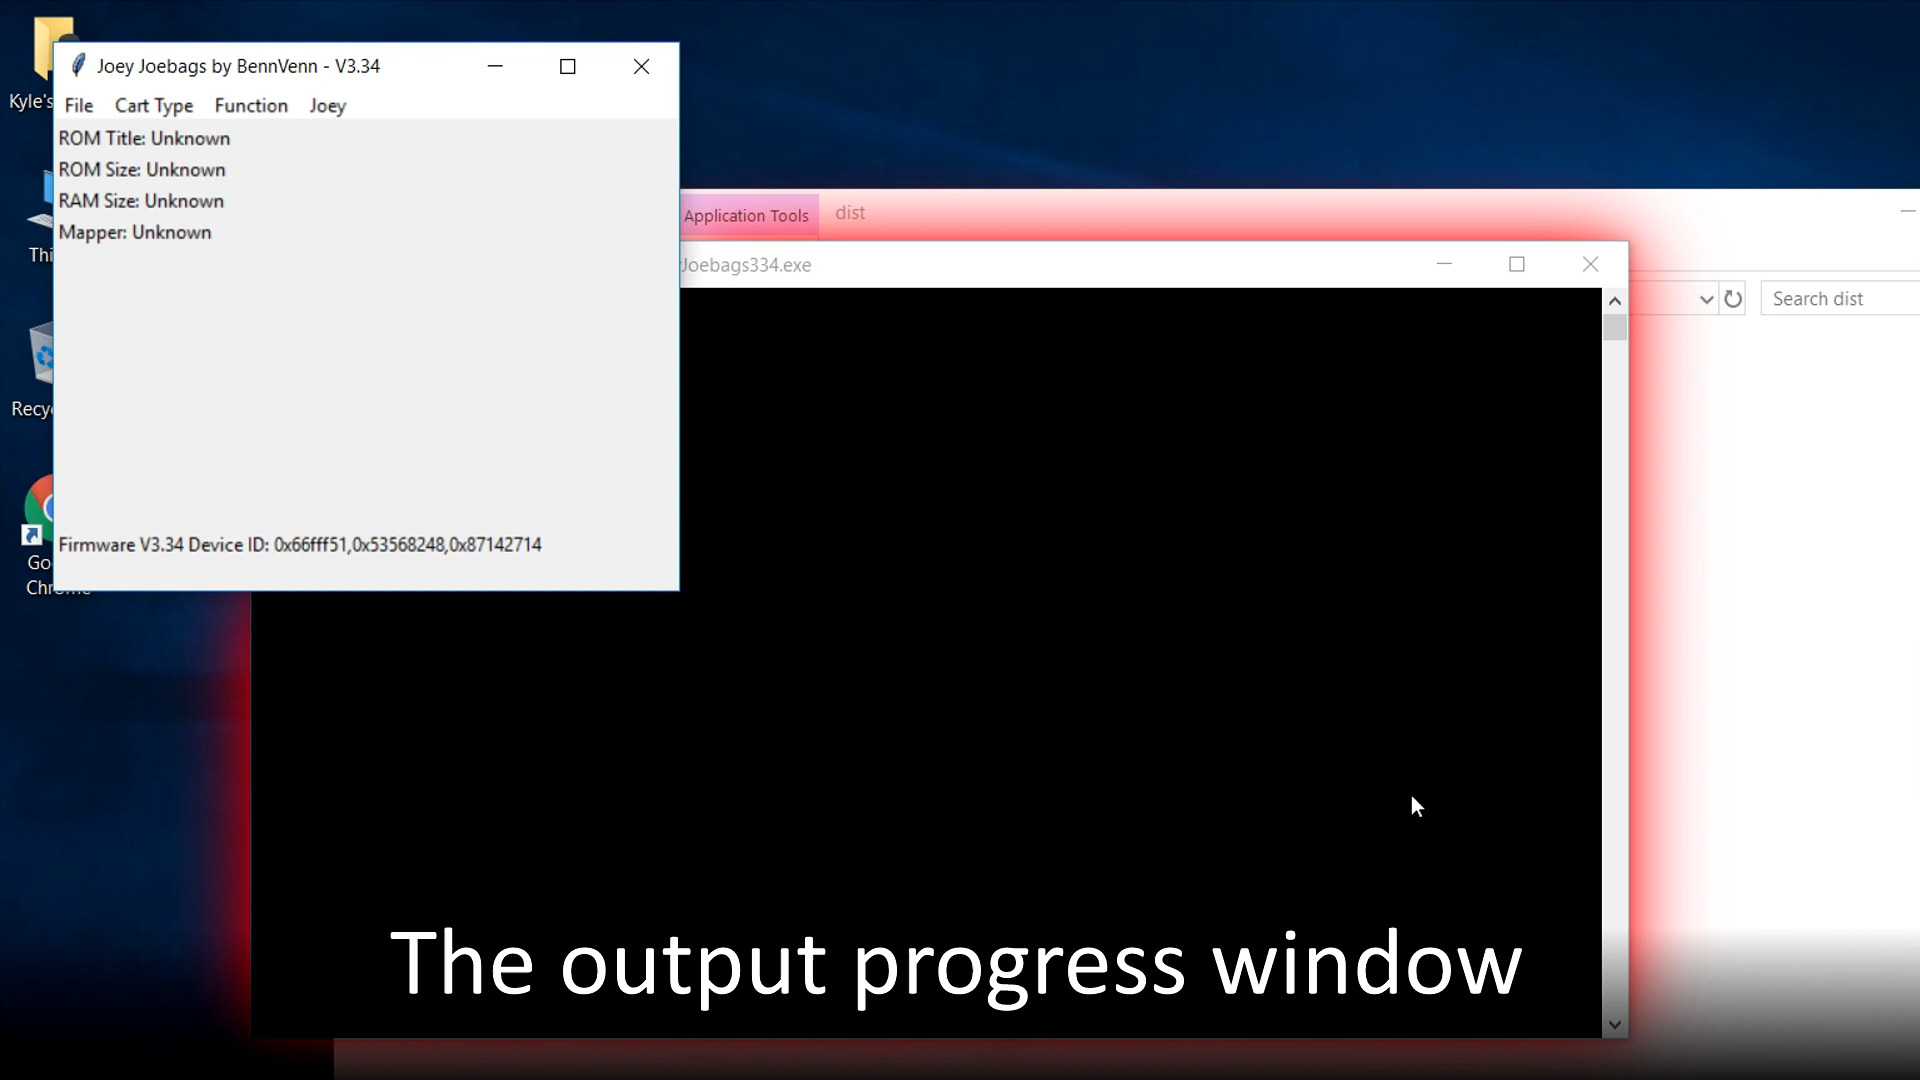 Kyle's
Joey Joebags by BennVenn - V3.34
File Cart Type Function Joey
ROM Title: Unknown
ROM Size: Unknown
RAM Size: Unknown
Mapper: Unknown
Firmware V3.34 Device ID: 0x66fff51,0x53568248,0x87142714
Application Tools dist
Joebags334.exe
Search dist
Thi
Recy
Go
Chrome
The output progress window